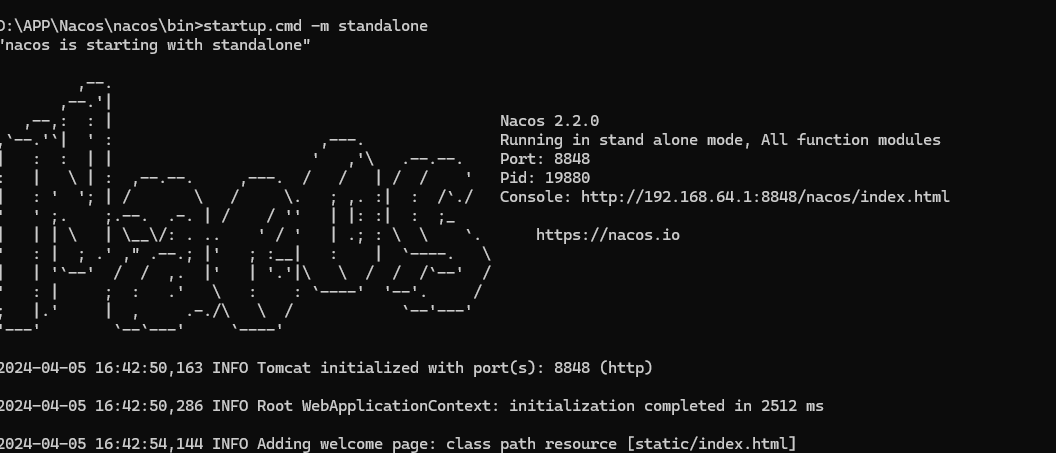 D:\APP\Nacos\nacos\bin>startup.cmd -m standalone
"nacos is starting with standalone"
Nacos 2.2.0
Running in stand alone mode, All function modules
Port: 8848
Pid: 19880
Console: http://192.168.64.1:8848/nacos/index.html
https://nacos.io
2024-04-05 16:42:50,163 INFO Tomcat initialized with port(s): 8848 (http)
2024-04-05 16:42:50,286 INFO Root WebApplicationContext: initialization completed in 2512 ms
2024-04-05 16:42:54,144 INFO Adding welcome page: class path resource [static/index.html]